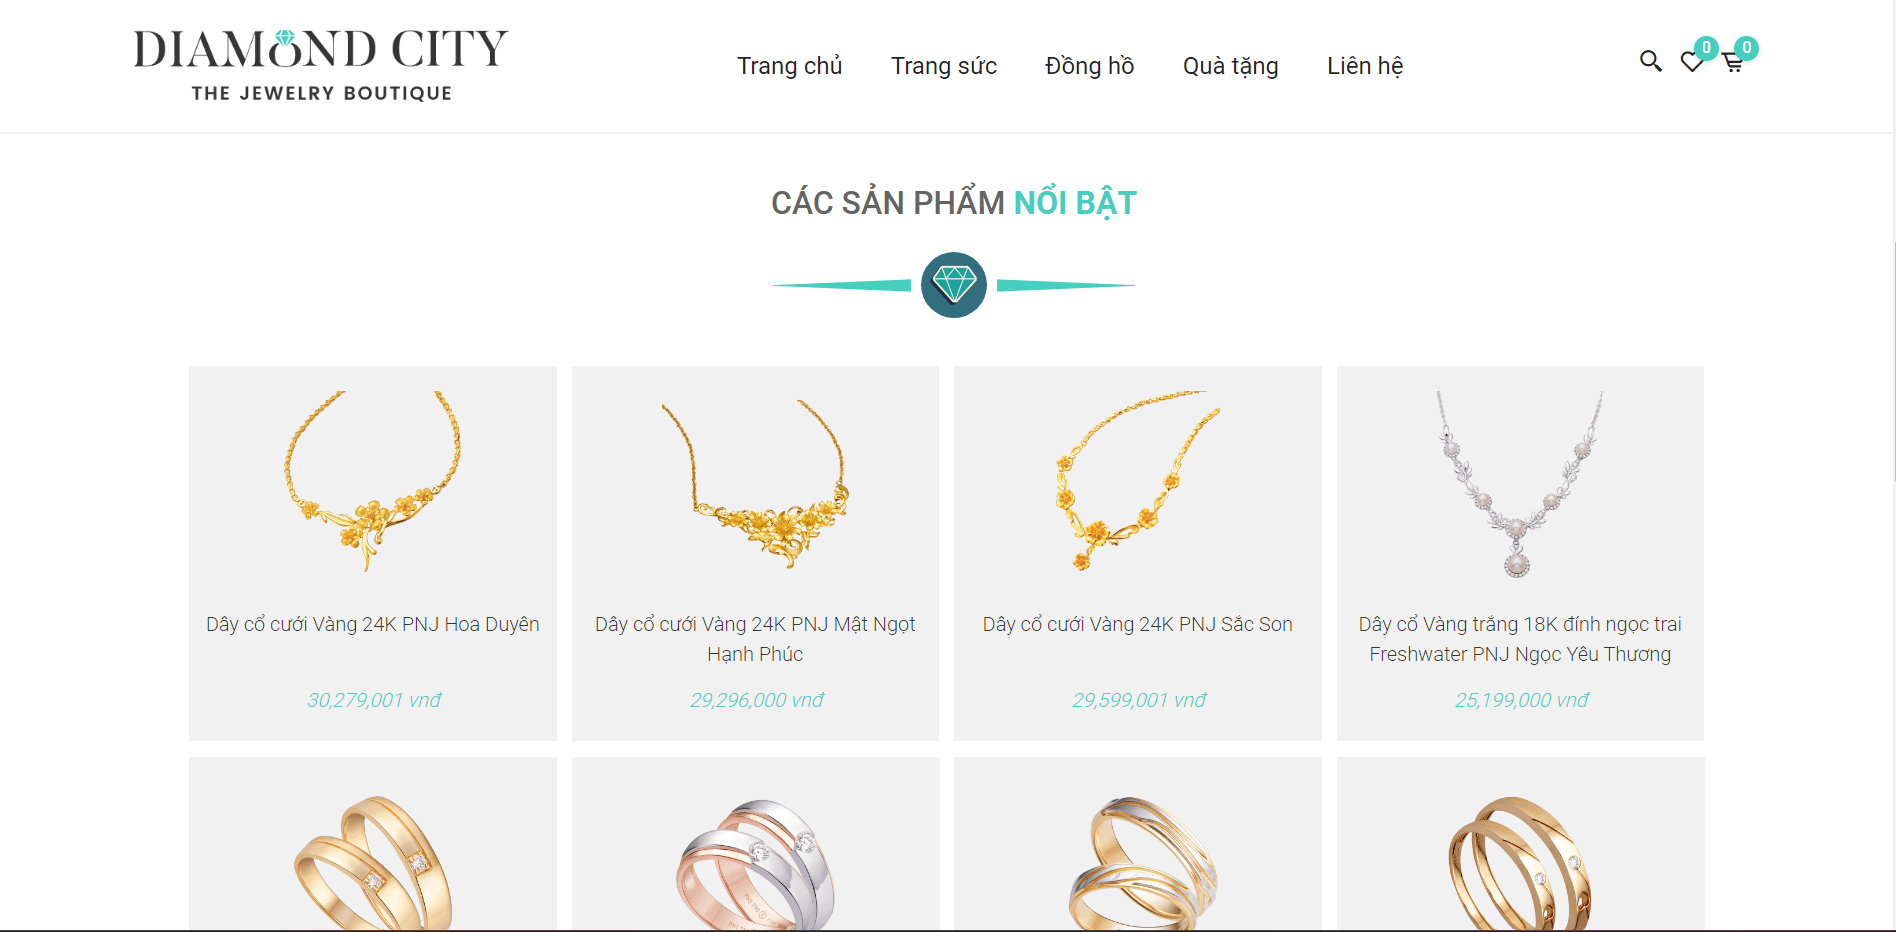 DIAMOND CITY
THE JEWELRY BOUTIQUE
Trang chủ Trang sức Đồng hồ Quà tặng Liên hệ
0 0
CÁC SẢN PHẨM NỔI BẬT
Dây cổ cưới Vàng 24K PNJ Hoa Duyên
30,279,001 vnđ
Dây cổ cưới Vàng 24K PNJ Mật Ngọt
Hạnh Phúc
29,296,000 vnđ
Dây cổ cưới Vàng 24K PNJ Sắc Son
29,599,001 vnđ
Dây cổ Vàng trắng 18K đính ngọc trai
Freshwater PNJ Ngọc Yêu Thương
25,199,000 vnđ